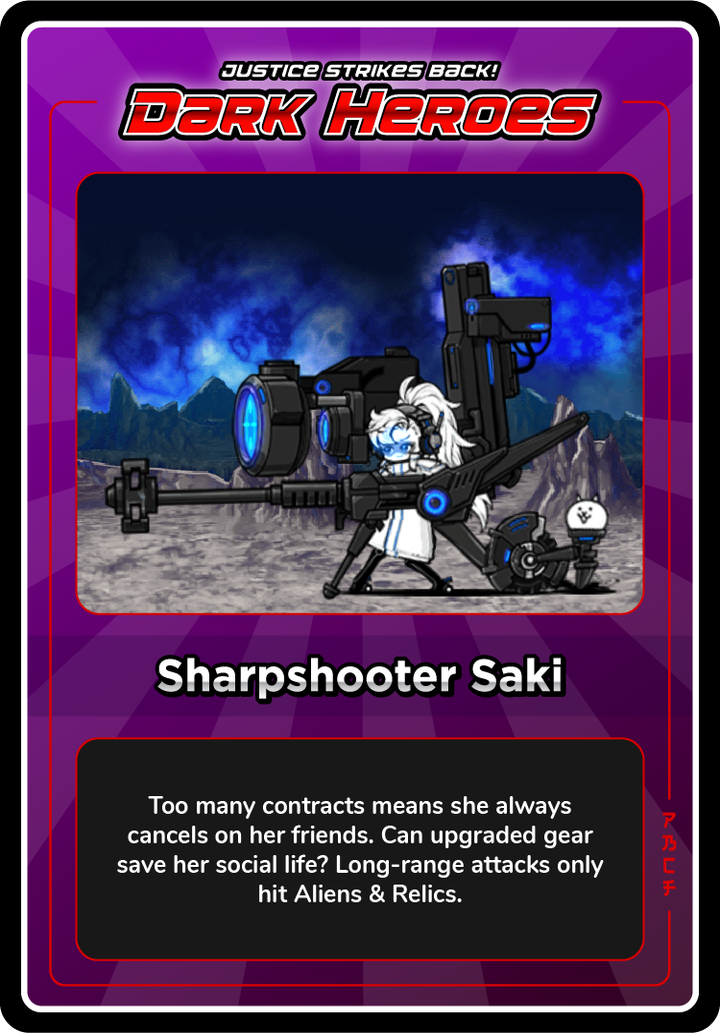 JUSTICE STRIKES BACK!
DARK HEROES
Sharpshooter Saki
Too many contracts means she always
cancels on her friends. Can upgraded gear
save her social life? Long-range attacks only
hit Aliens & Relics.